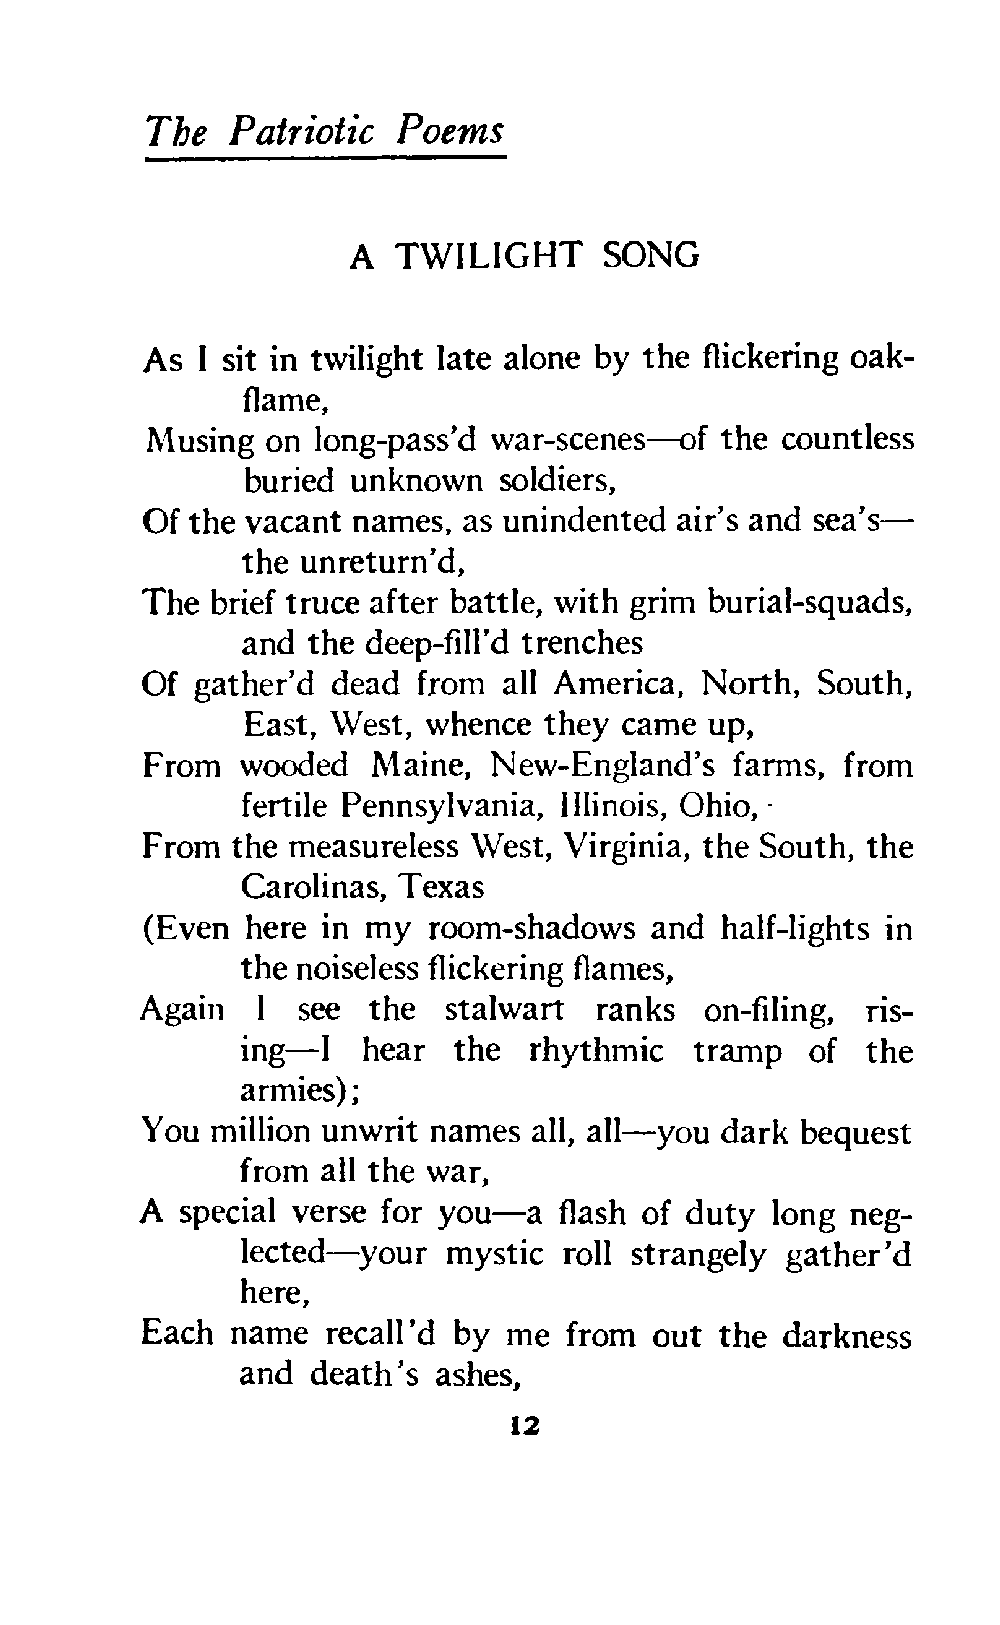 The Patriotic Poems
A TWILIGHT SONG
As I sit in twilight late alone by the flickering oak-
flame,
Musing on long-pass'd war-scenes—of the countless
buried unknown soldiers,
Of the vacant names, as unindented air's and sea's—
the unreturn'd,
The brief truce after battle, with grim burial-squads,
and the deep-fill'd trenches
Of gather'd dead from all America, North, South,
East, West, whence they came up,
From wooded Maine, New-England's farms, from
fertile Pennsylvania, Illinois, Ohio,
From the measureless West, Virginia, the South, the
Carolinas, Texas
(Even here in my room-shadows and half-lights in
the noiseless flickering flames,
Again I see the stalwart ranks on-filing, ris-
ing—I hear the rhythmic tramp of the
armies);
You million unwrit names all, all—you dark bequest
from all the war,
A special verse for you—a flash of duty long neg-
lected—your mystic roll strangely gather'd
here,
Each name recall'd by me from out the darkness
and death's ashes,
12